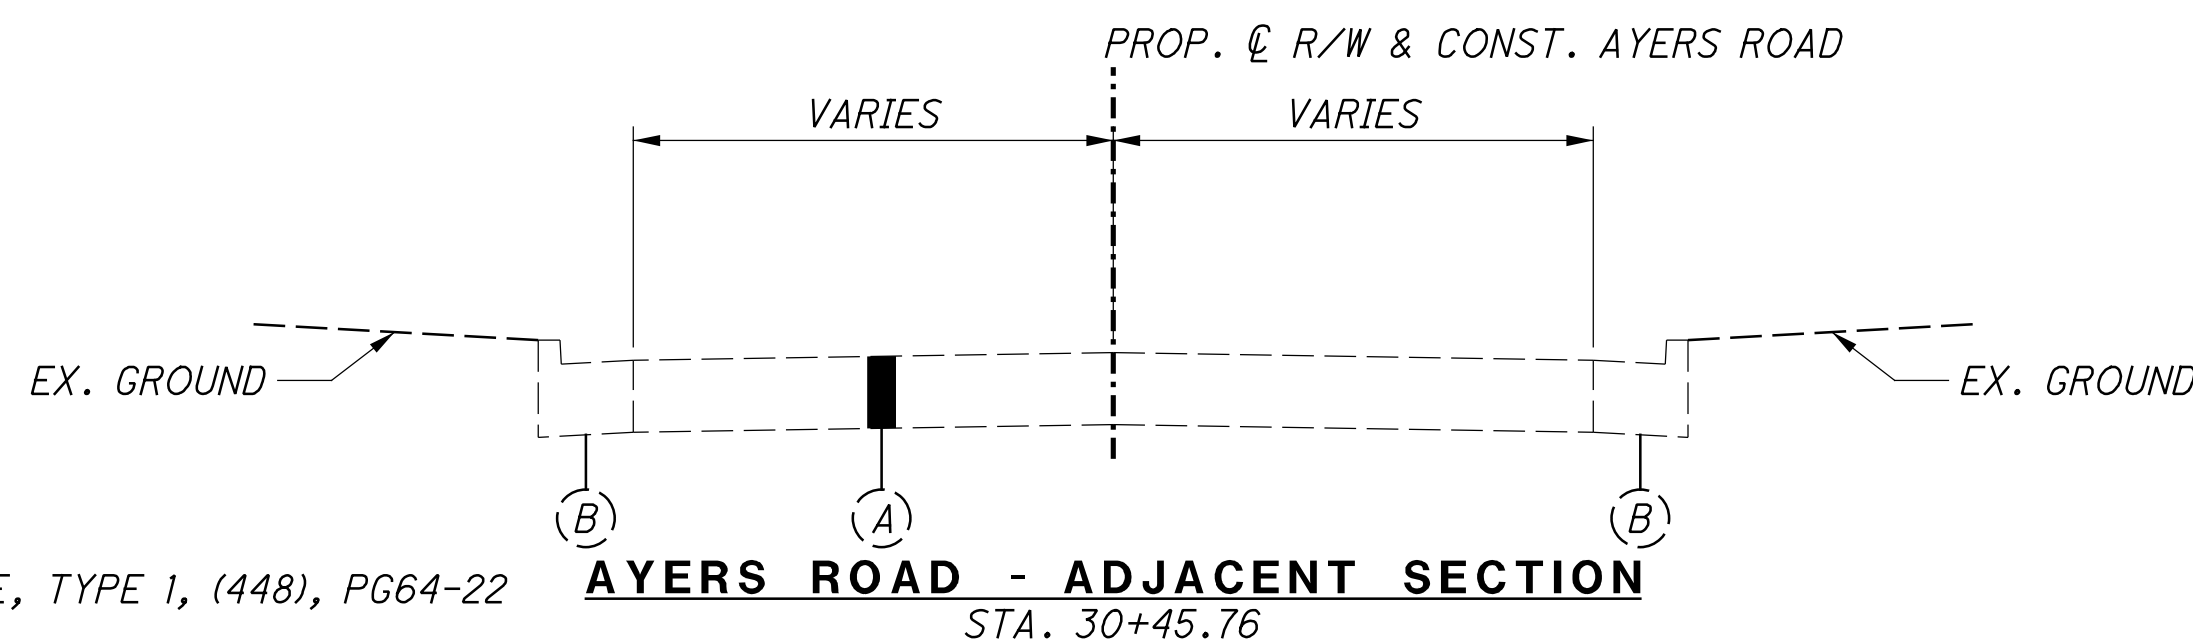 PROP. ℄ R/W & CONST. AYERS ROAD
VARIES VARIES
EX. GROUND EX. GROUND
B A B
TYPE 1, (448), PG64-22
AYERS ROAD - ADJACENT SECTION
STA. 30+45.76